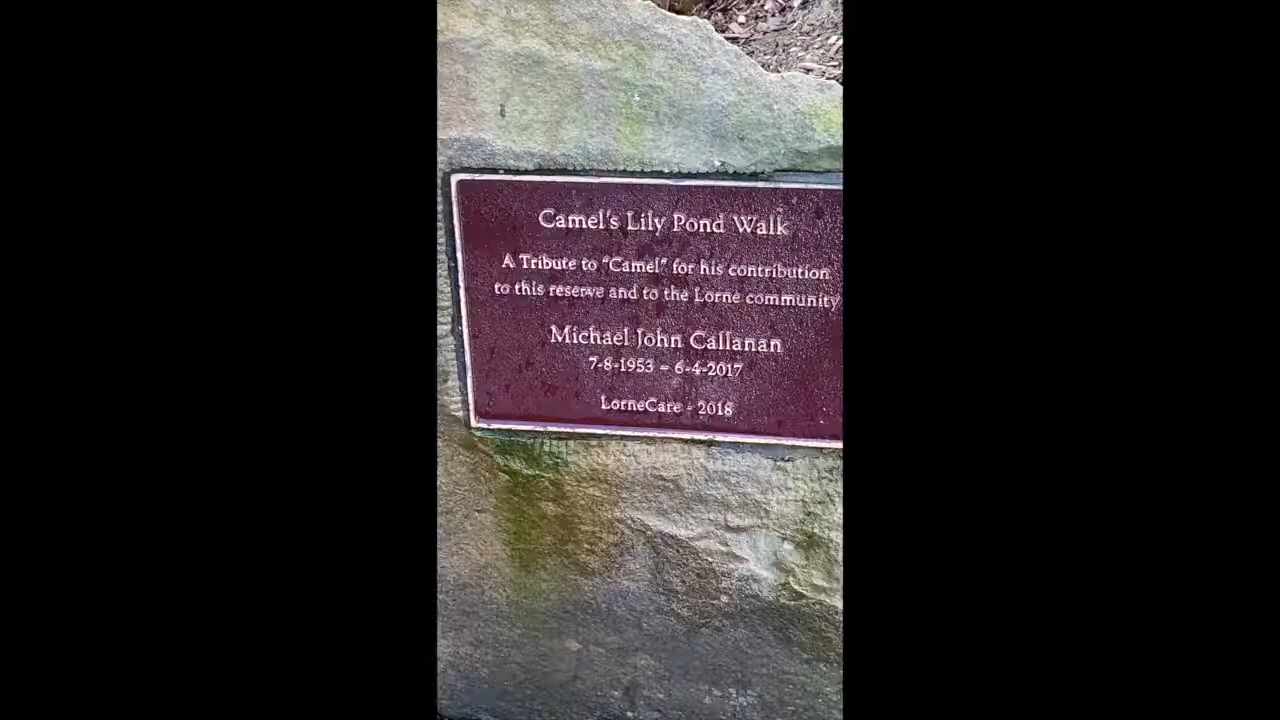 Camel's Lily Pond Walk
A Tribute to "Camel" for his contribution
to this reserve and to the Lorne community
Michael John Callanan
7-8-1953 – 6-4-2017
LorneCare - 2018